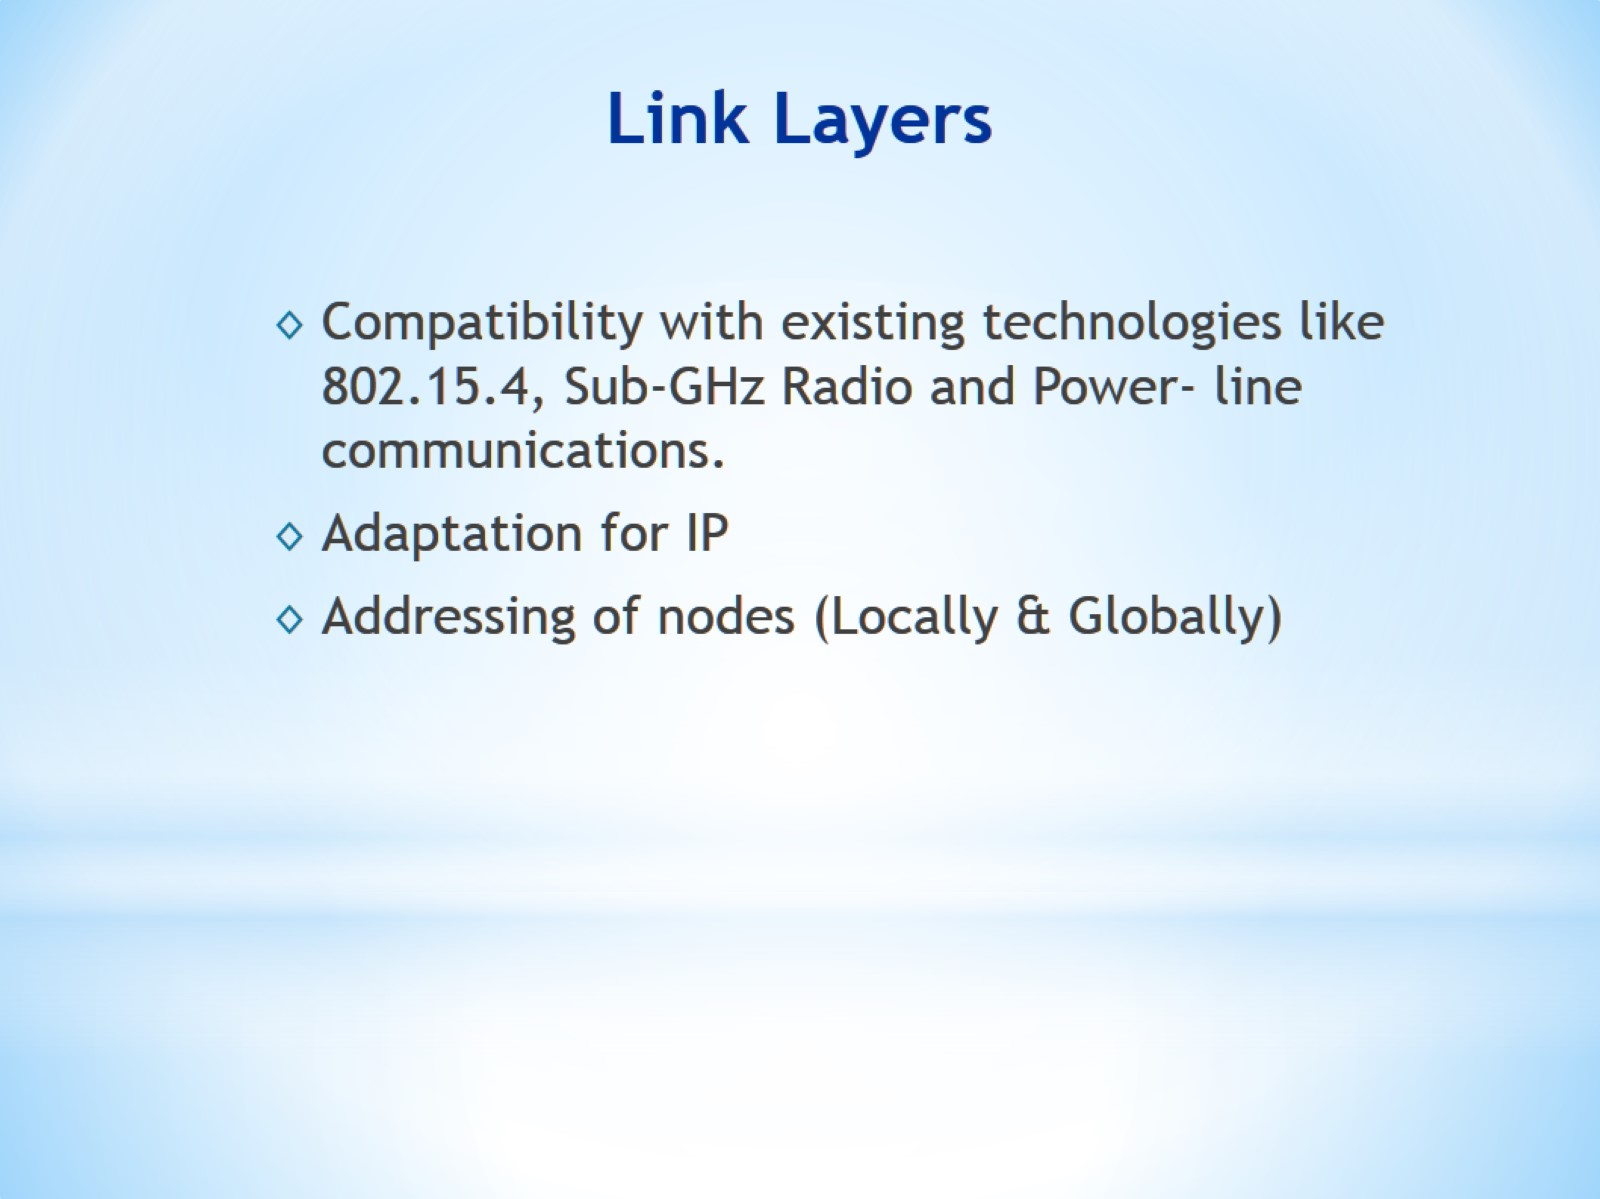 Link Layers
◇ Compatibility with existing technologies like
802.15.4, Sub-GHz Radio and Power- line
communications.
◇ Adaptation for IP
◇ Addressing of nodes (Locally & Globally)